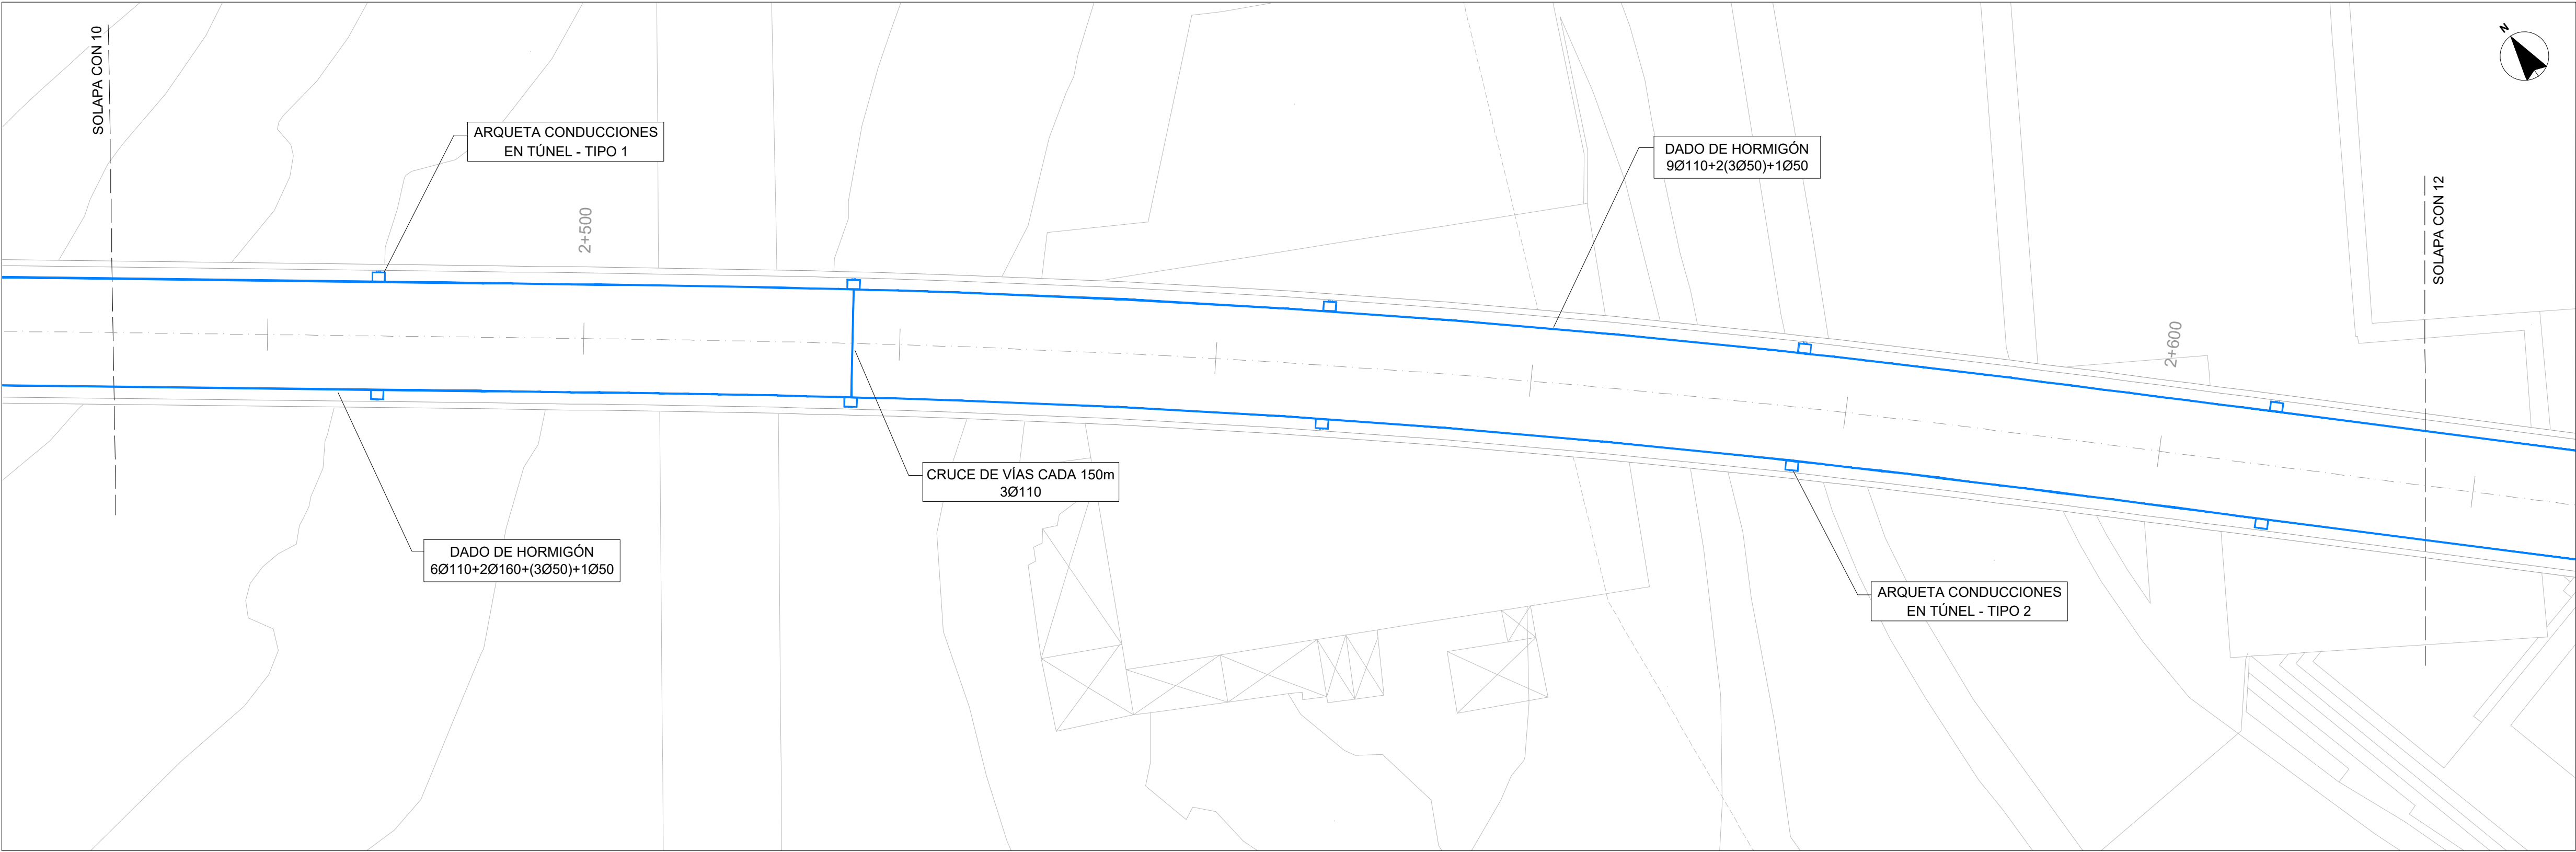 SOLAPA CON 10
ARQUETA CONDUCCIONES
EN TÚNEL - TIPO 1
2+500
DADO DE HORMIGÓN
9Ø110+2(3Ø50)+1Ø50
N
SOLAPA CON 12
2+600
CRUCE DE VÍAS CADA 150m
3Ø110
DADO DE HORMIGÓN
6Ø110+2Ø160+(3Ø50)+1Ø50
ARQUETA CONDUCCIONES
EN TÚNEL - TIPO 2